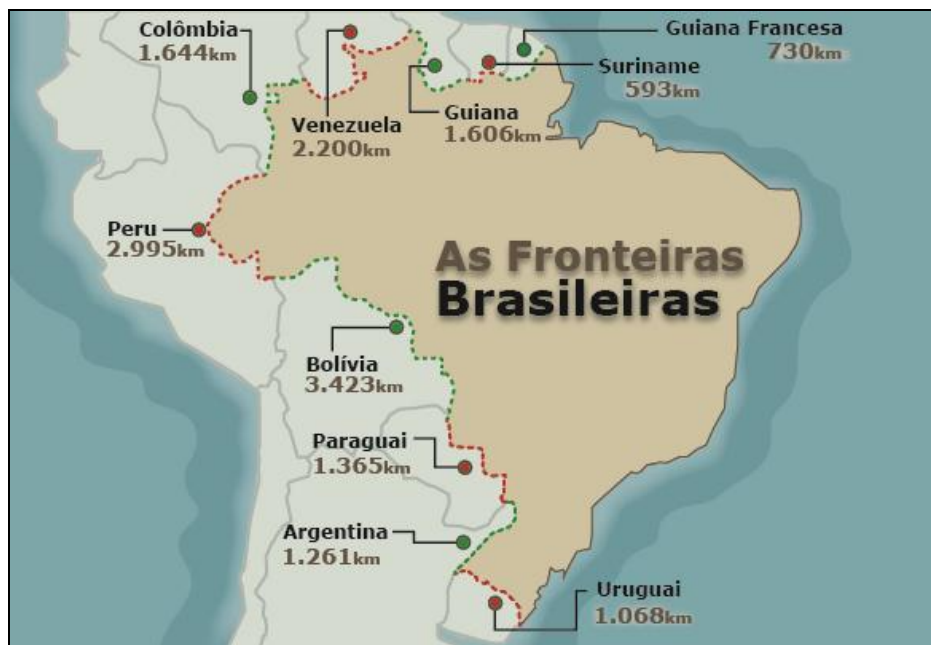 Colômbia
1.644km
Venezuela
2.200km
Guiana
1.606km
Suriname
593km
Guiana Francesa
730km
Peru
2.995km
As Fronteiras
Brasileiras
Bolívia
3.423km
Paraguai
1.365km
Argentina
1.261km
Uruguai
1.068km